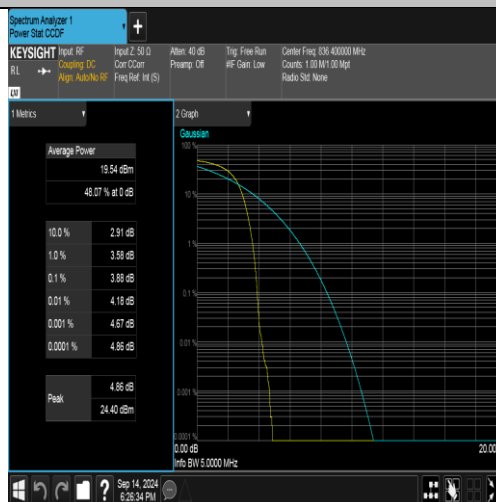 Spectrum Analyzer 1
Power Stat CCDF
KEYSIGHT
RL
Input: RF
Coupling: DC
Align: Auto/No RF
Input Z: 50 Ω
Corr CCorr
Freq Ref: Int (S)
Atten: 40 dB
Preamp: Off
Trig: Free Run
#IF Gain: Low
Center Freq: 836.400000 MHz
Counts: 1.00 M/1.00 Mpt
Radio Std: None
1 Metrics
Average Power
19.54 dBm
48.07 % at 0 dB
10.0 % 2.91 dB
1.0 % 3.58 dB
0.1 % 3.88 dB
0.01 % 4.18 dB
0.001 % 4.67 dB
0.0001 % 4.86 dB
Peak
4.86 dB
24.40 dBm
2 Graph
Gaussian
100 %
10 %
1 %
0.1 %
0.01 %
0.001 %
0.0001 %
0.00 dB
20.00
Info BW 5.0000 MHz
?
Sep 14, 2024
6:26:34 PM